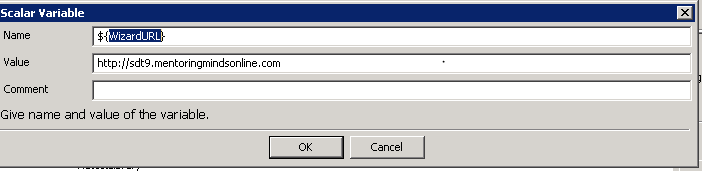 Scalar Variable
Name ${WizardURL}
Value http://sdt9.mentoringmindsonline.com
Comment
Give name and value of the variable.
OK Cancel